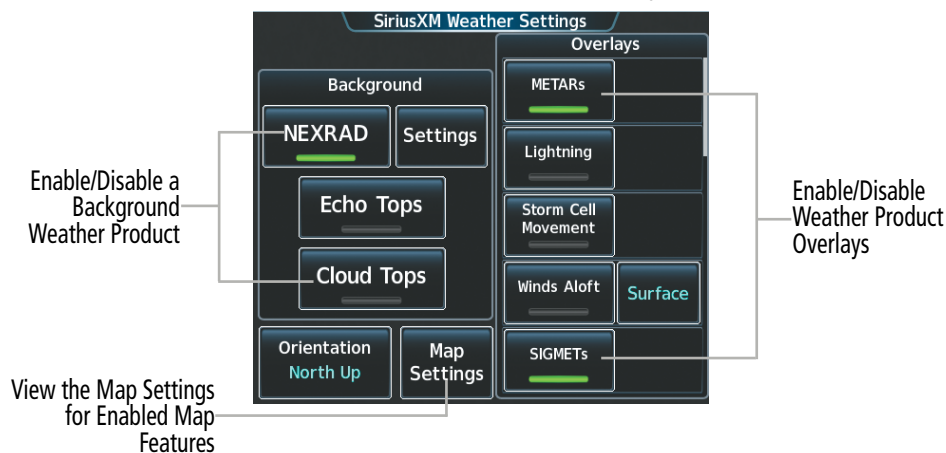 SiriusXM Weather Settings
Background
NEXRAD
Settings
Echo Tops
Cloud Tops
Orientation
North Up
Map
Settings
Overlays
METARs
Lightning
Storm Cell
Movement
Winds Aloft
Surface
SIGMETs
Enable/Disable a
Background
Weather Product
View the Map Settings
for Enabled Map
Features
Enable/Disable
Weather Product
Overlays